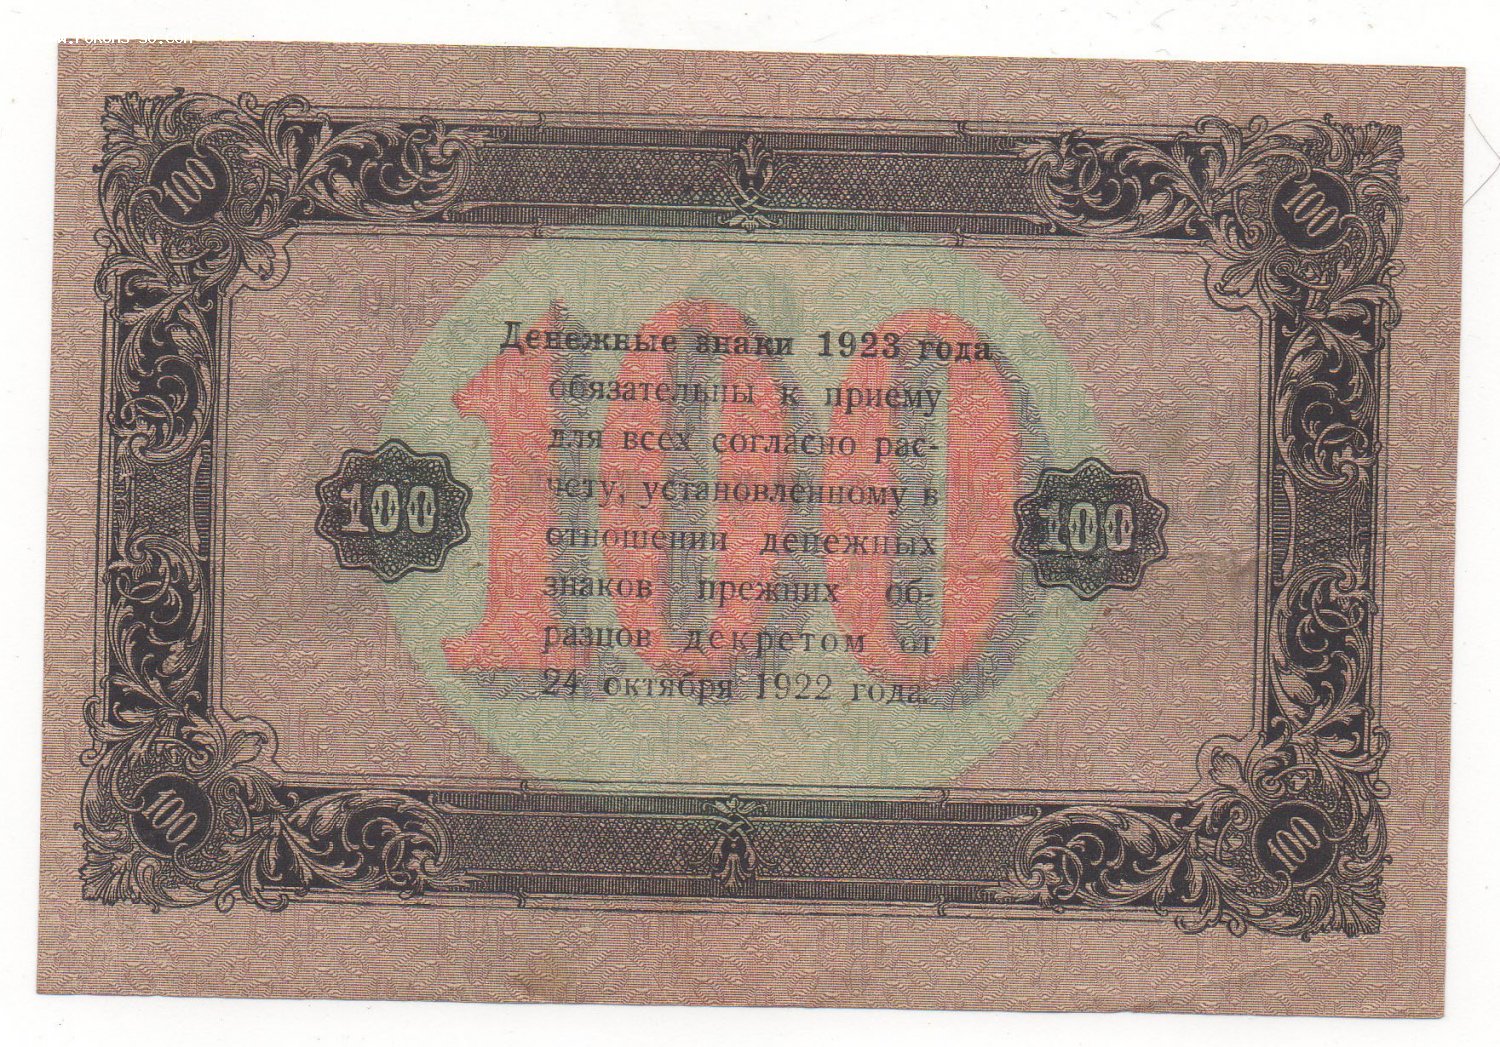 100 100
100
Денежные знаки 1923 года
обязательны к приему
для всех согласно рас-
чету, установленному в
отношении денежных
знаков прежних об-
разцов декретом от
24 октября 1922 года.
100 100
100 100